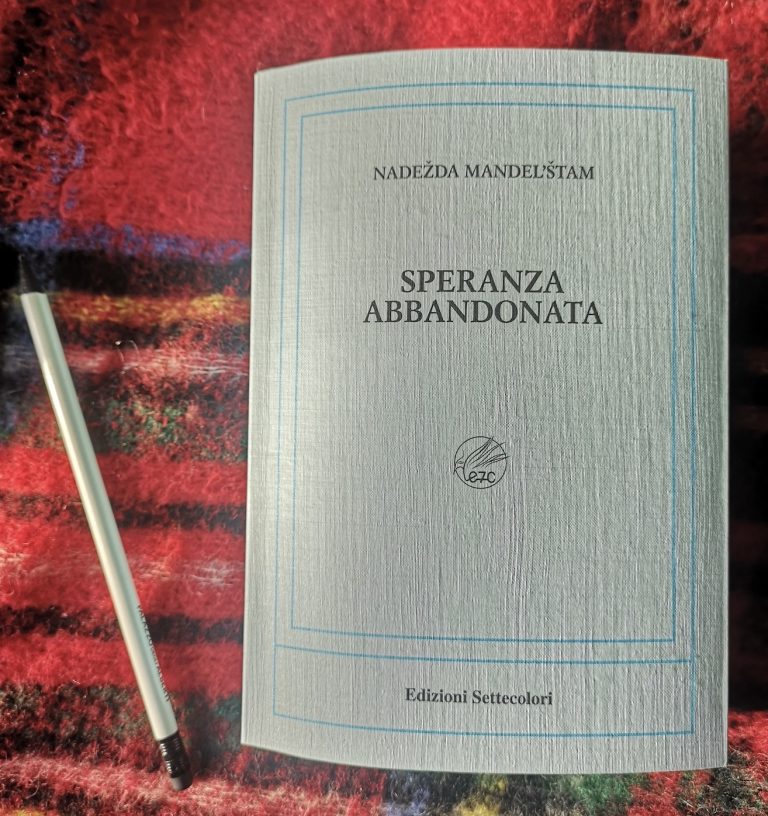 NADEŽDA MANDEL'ŠTAM
SPERANZA
ABBANDONATA
e7c
Edizioni Settecolori